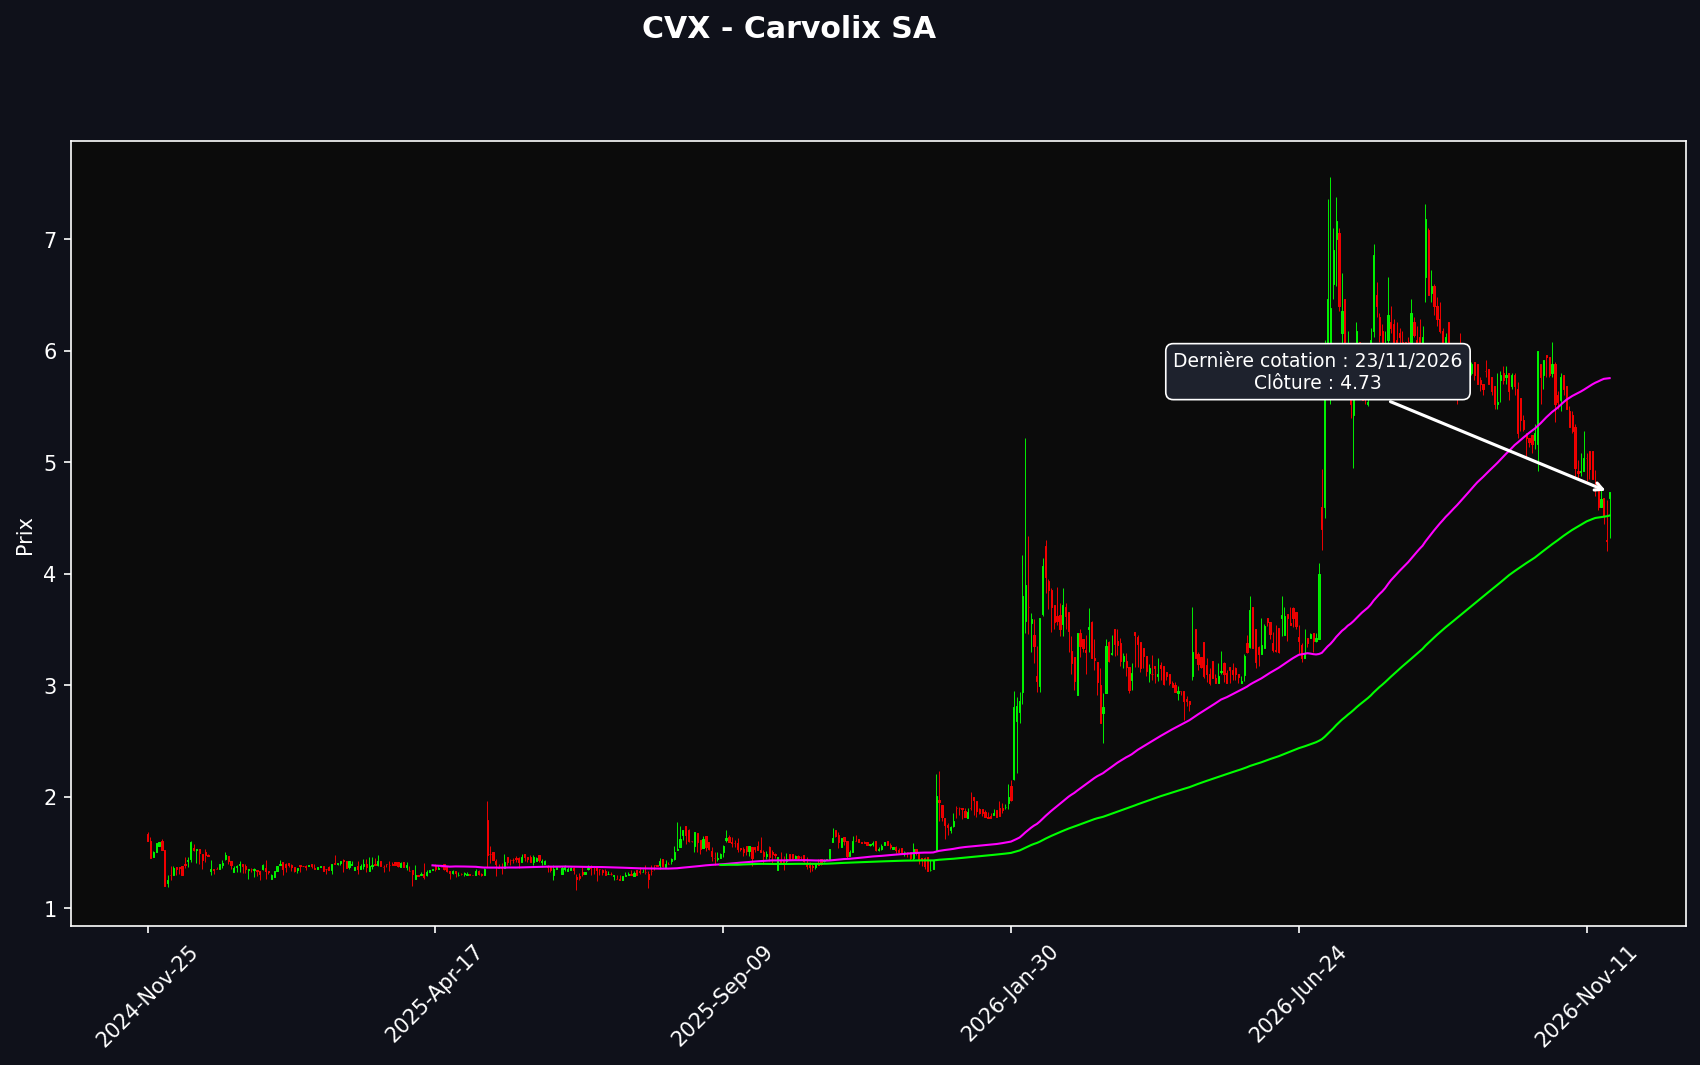 CVX - Carvolix SA
Prix
7
6
5
4
3
2
1
Dernière cotation : 23/11/2026
Clôture : 4.73
2024-Nov-25
2025-Apr-17
2025-Sep-09
2026-Jan-30
2026-Jun-24
2026-Nov-11